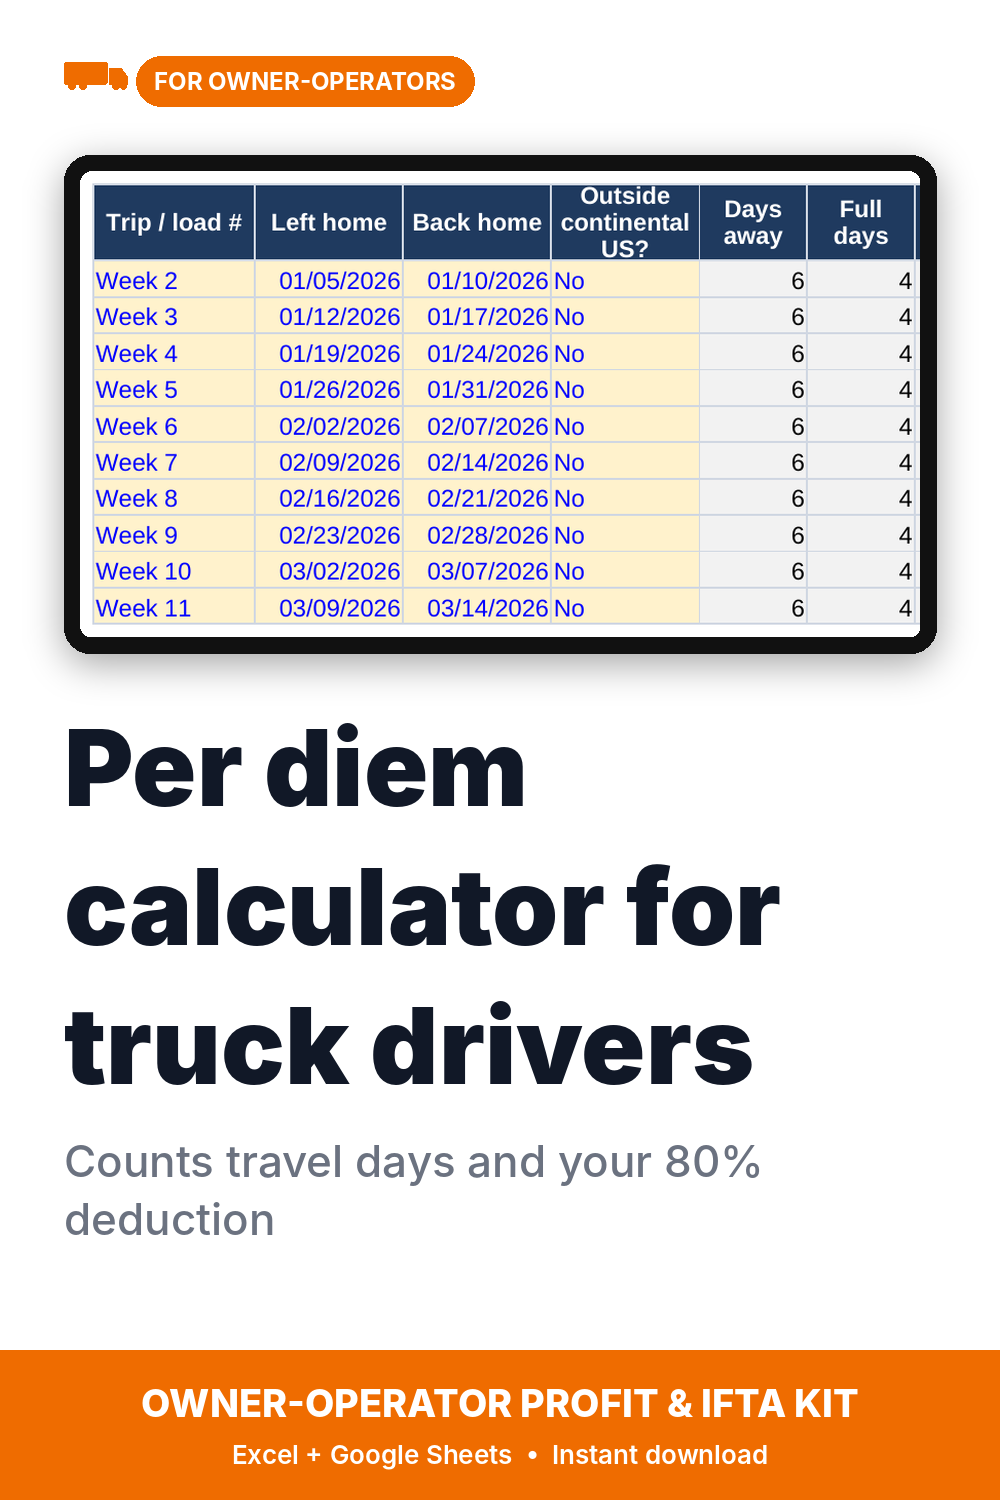 FOR OWNER-OPERATORS
Trip / load # Left home Back home Outside continental US? Days away Full days
Week 2 01/05/2026 01/10/2026 No 6 4
Week 3 01/12/2026 01/17/2026 No 6 4
Week 4 01/19/2026 01/24/2026 No 6 4
Week 5 01/26/2026 01/31/2026 No 6 4
Week 6 02/02/2026 02/07/2026 No 6 4
Week 7 02/09/2026 02/14/2026 No 6 4
Week 8 02/16/2026 02/21/2026 No 6 4
Week 9 02/23/2026 02/28/2026 No 6 4
Week 10 03/02/2026 03/07/2026 No 6 4
Week 11 03/09/2026 03/14/2026 No 6 4
Per diem
calculator for
truck drivers
Counts travel days and your 80%
deduction
OWNER-OPERATOR PROFIT & IFTA KIT
Excel + Google Sheets • Instant download